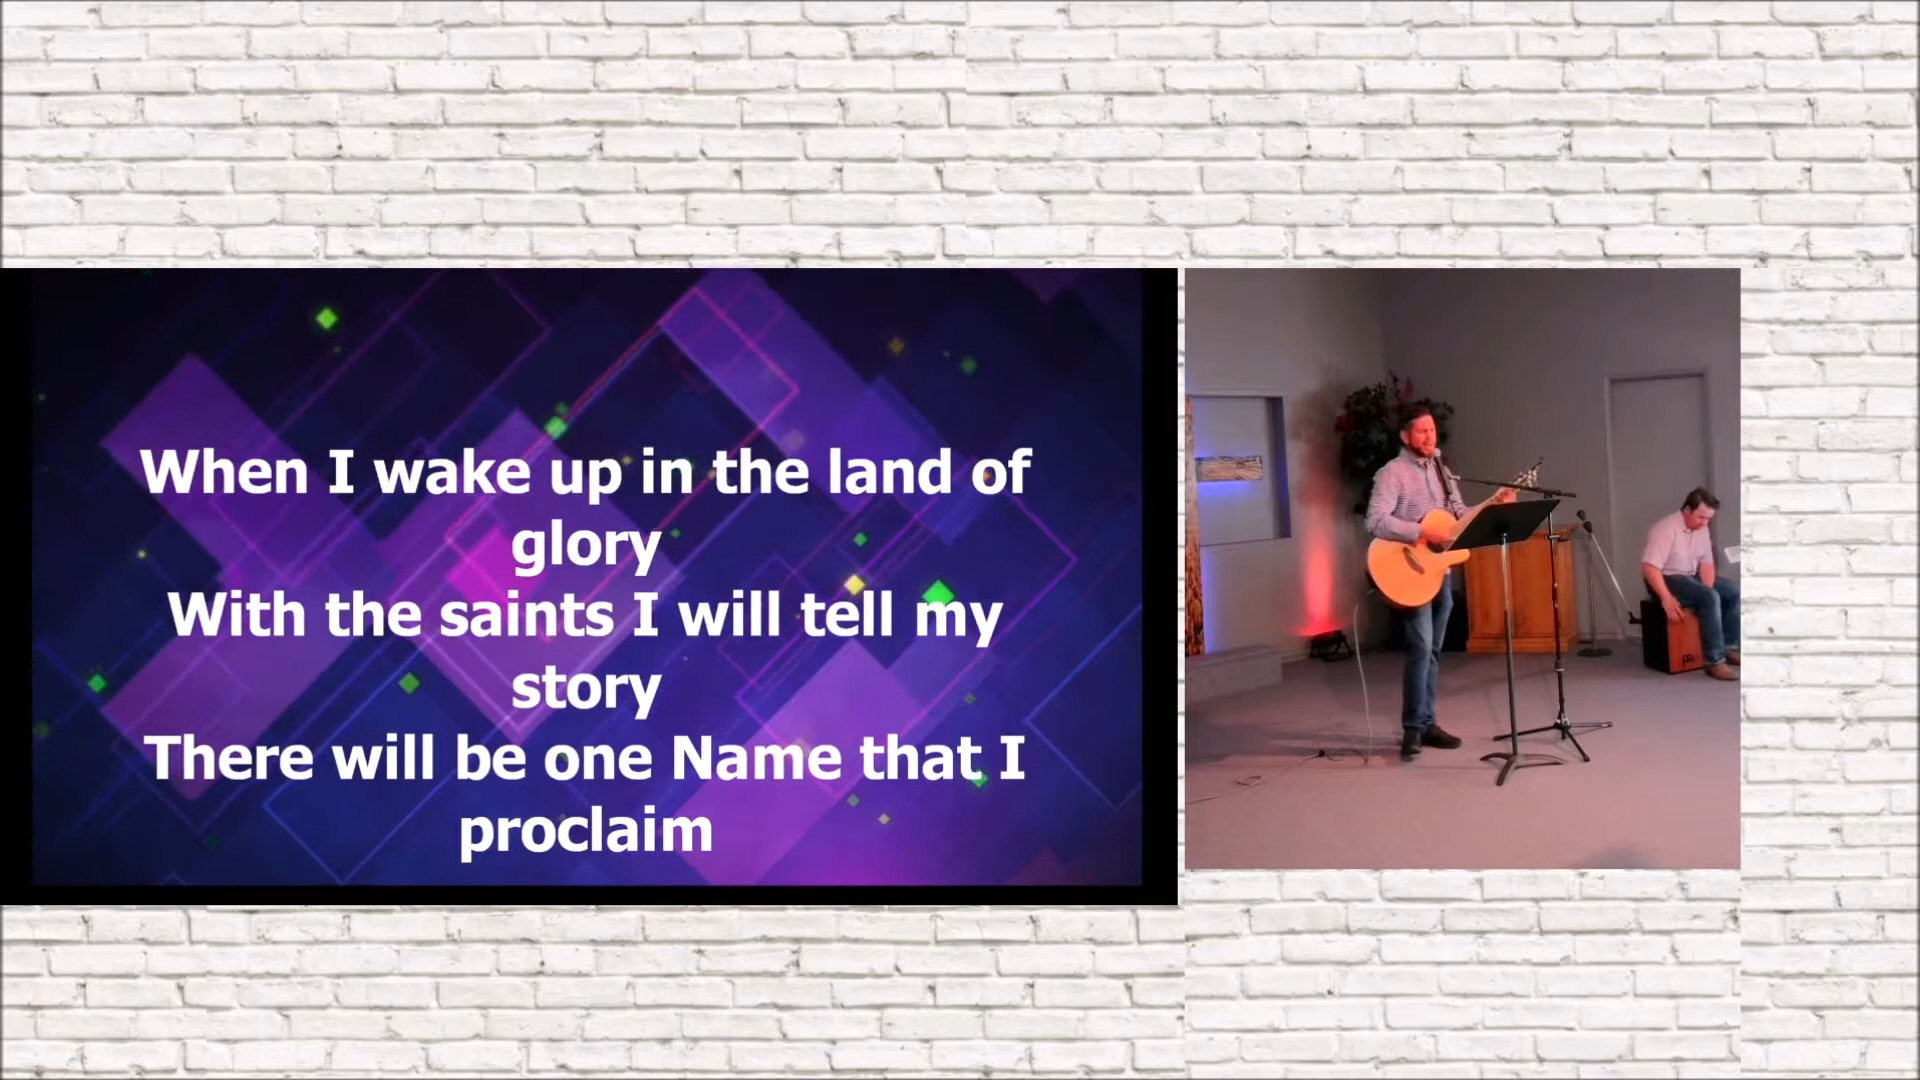 When I wake up in the land of
glory
With the saints I will tell my
story
There will be one Name that I
proclaim